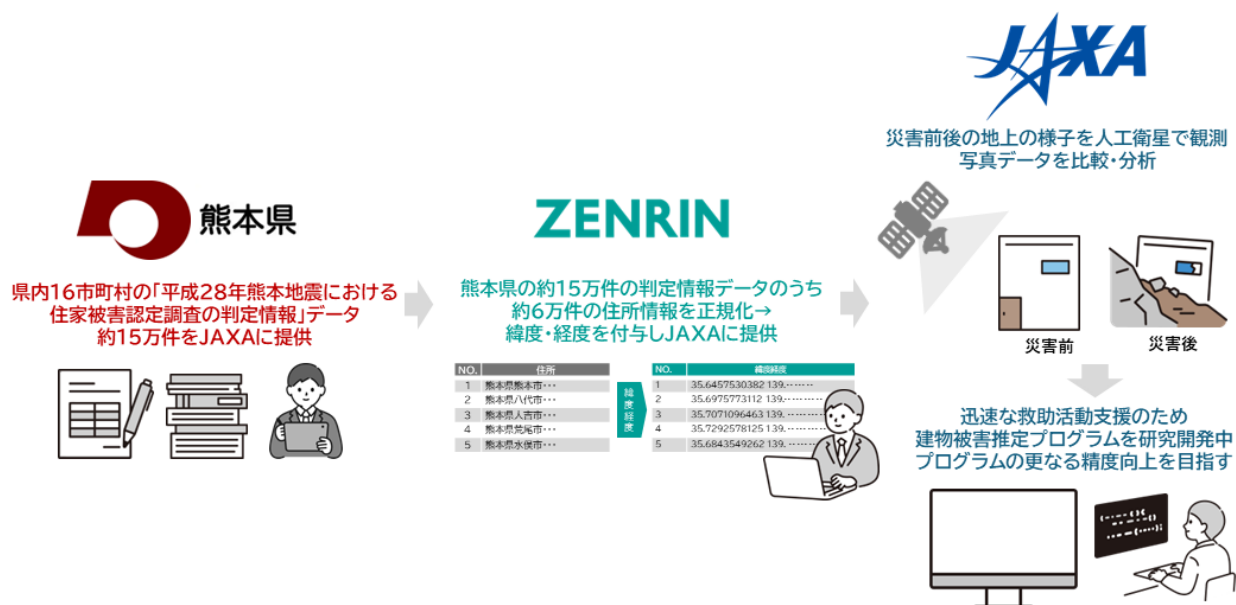 熊本県
県内16市町村の「平成28年熊本地震における
住家被害認定調査の判定情報」データ
約15万件をJAXAに提供
ZENRIN
熊本県の約15万件の判定情報データのうち
約6万件の住所情報を正規化→
緯度・経度を付与しJAXAに提供
NO. 住所
1 熊本県熊本市・・・
2 熊本県八代市・・・
3 熊本県人吉市・・・
4 熊本県荒尾市・・・
5 熊本県水俣市・・・
緯度経度
NO. 緯度経度
1 35.6457530382 139.・・・・・・・
2 35.6975773112 139.・・・・・・・
3 35.7071096463 139.・・・・・・・
4 35.7292578125 139.・・・・・・・
5 35.6843549262 139.・・・・・・・
JAXA
災害前後の地上の様子を人工衛星で観測
写真データを比較・分析
災害前
災害後
迅速な救助活動支援のため
建物被害推定プログラムを研究開発中
プログラムの更なる精度向上を目指す